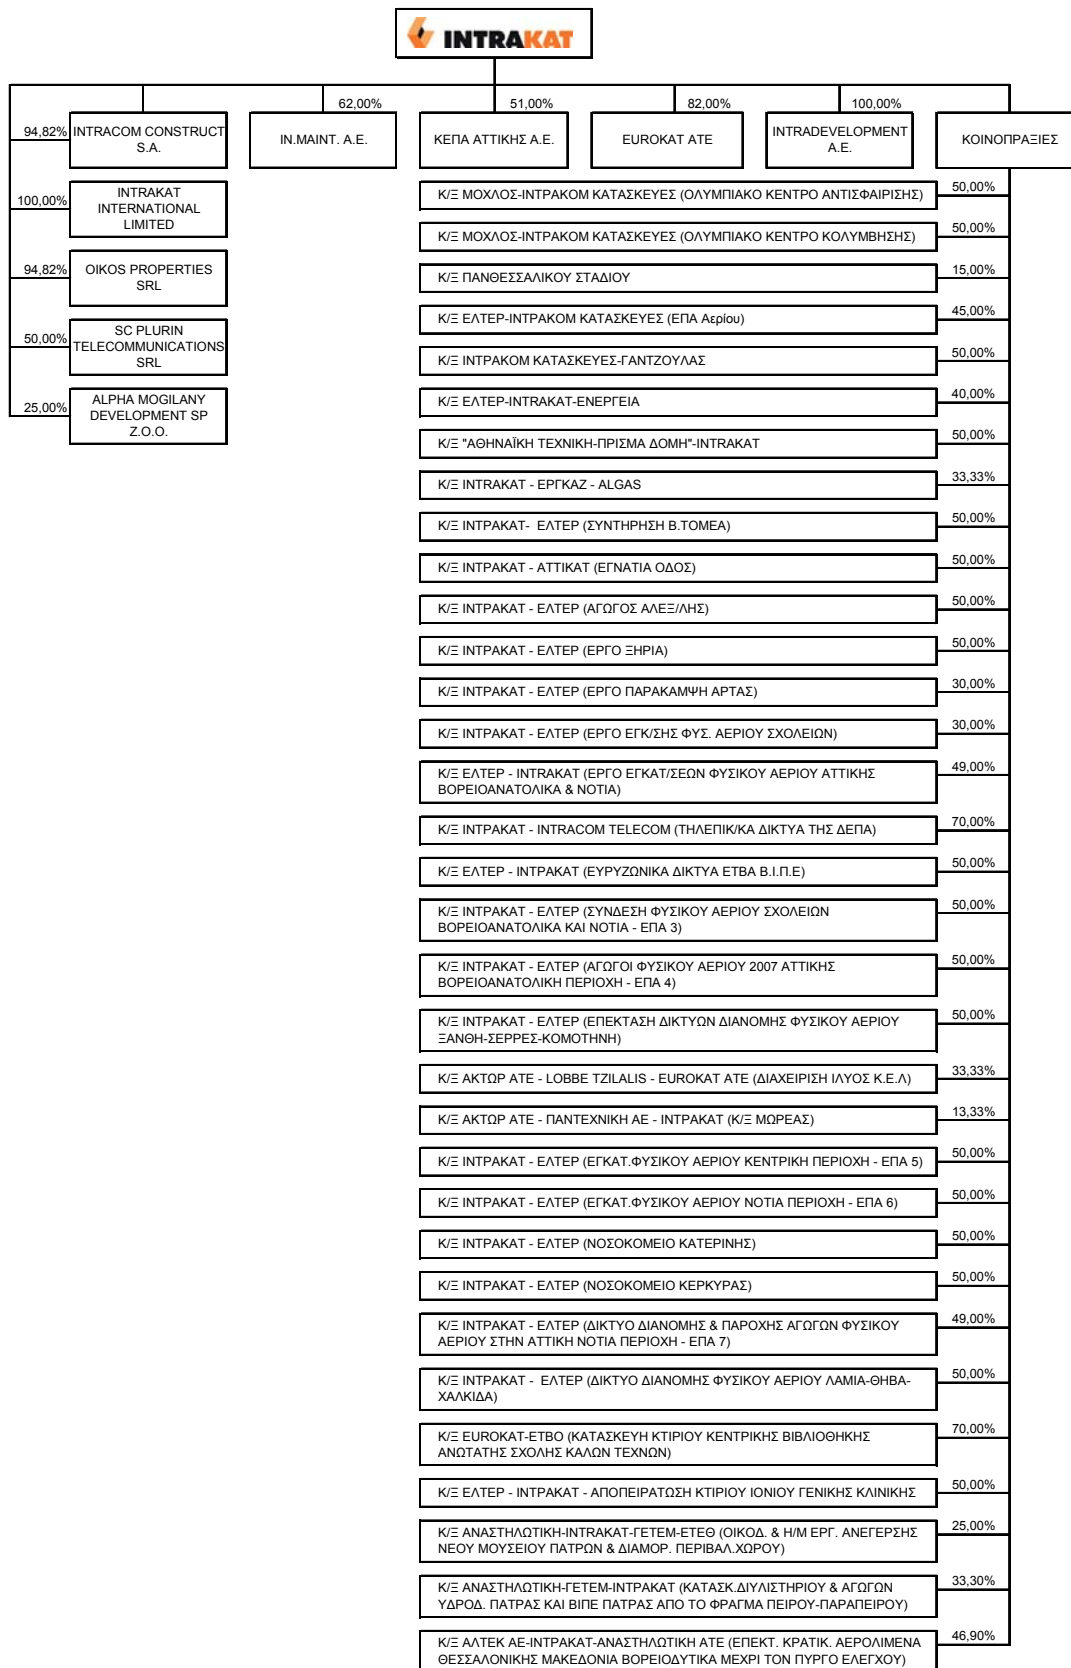 INTRAKAT
62,00%
51,00%
82,00%
100,00%
94,82%
INTRACOM CONSTRUCT
S.A.
IN.MAINT. A.E.
ΚΕΠΑ ΑΤΤΙΚΗΣ Α.Ε.
EUROKAT ATE
INTRADEVELOPMENT
A.E.
ΚΟΙΝΟΠΡΑΞΙΕΣ
100,00%
INTRAKAT
INTERNATIONAL
LIMITED
94,82%
OIKOS PROPERTIES
SRL
50,00%
SC PLURIN
TELECOMMUNICATIONS
SRL
25,00%
ALPHA MOGILANY
DEVELOPMENT SP
Z.O.O.
Κ/Ξ ΜΟΧΛΟΣ-ΙΝΤΡΑΚΟΜ ΚΑΤΑΣΚΕΥΕΣ (ΟΛΥΜΠΙΑΚΟ ΚΕΝΤΡΟ ΑΝΤΙΣΦΑΙΡΙΣΗΣ)
50,00%
Κ/Ξ ΜΟΧΛΟΣ-ΙΝΤΡΑΚΟΜ ΚΑΤΑΣΚΕΥΕΣ (ΟΛΥΜΠΙΑΚΟ ΚΕΝΤΡΟ ΚΟΛΥΜΒΗΣΗΣ)
50,00%
Κ/Ξ ΠΑΝΘΕΣΣΑΛΙΚΟΥ ΣΤΑΔΙΟΥ
15,00%
Κ/Ξ ΕΛΤΕΡ-ΙΝΤΡΑΚΟΜ ΚΑΤΑΣΚΕΥΕΣ (ΕΠΑ Αερίου)
45,00%
Κ/Ξ ΙΝΤΡΑΚΟΜ ΚΑΤΑΣΚΕΥΕΣ-ΓΑΝΤΖΟΥΛΑΣ
50,00%
Κ/Ξ ΕΛΤΕΡ-INTRAKAT-ΕΝΕΡΓΕΙΑ
40,00%
Κ/Ξ "ΑΘΗΝΑΪΚΗ ΤΕΧΝΙΚΗ-ΠΡΙΣΜΑ ΔΟΜΗ"-INTRAKAT
50,00%
Κ/Ξ INTRAKAT - ΕΡΓΚΑΖ - ALGAS
33,33%
Κ/Ξ ΙΝΤΡΑΚΑΤ- ΕΛΤΕΡ (ΣΥΝΤΗΡΗΣΗ Β.ΤΟΜΕΑ)
50,00%
Κ/Ξ ΙΝΤΡΑΚΑΤ - ΑΤΤΙΚΑΤ (ΕΓΝΑΤΙΑ ΟΔΟΣ)
50,00%
Κ/Ξ ΙΝΤΡΑΚΑΤ - ΕΛΤΕΡ (ΑΓΩΓΟΣ ΑΛΕΞ/ΛΗΣ)
50,00%
Κ/Ξ ΙΝΤΡΑΚΑΤ - ΕΛΤΕΡ (ΕΡΓΟ ΞΗΡΙΑ)
50,00%
Κ/Ξ ΙΝΤΡΑΚΑΤ - ΕΛΤΕΡ (ΕΡΓΟ ΠΑΡΑΚΑΜΨΗ ΑΡΤΑΣ)
30,00%
Κ/Ξ ΙΝΤΡΑΚΑΤ - ΕΛΤΕΡ (ΕΡΓΟ ΕΓΚ/ΣΗΣ ΦΥΣ. ΑΕΡΙΟΥ ΣΧΟΛΕΙΩΝ)
30,00%
Κ/Ξ ΕΛΤΕΡ - INTRAKAT (ΕΡΓΟ ΕΓΚΑΤ/ΣΕΩΝ ΦΥΣΙΚΟΥ ΑΕΡΙΟΥ ΑΤΤΙΚΗΣ
ΒΟΡΕΙΟΑΝΑΤΟΛΙΚΑ & ΝΟΤΙΑ)
49,00%
Κ/Ξ ΙΝΤΡΑΚΑΤ - INTRACOM TELECOM (ΤΗΛΕΠΙΚ/ΚΑ ΔΙΚΤΥΑ ΤΗΣ ΔΕΠΑ)
70,00%
Κ/Ξ ΕΛΤΕΡ - ΙΝΤΡΑΚΑΤ (ΕΥΡΥΖΩΝΙΚΑ ΔΙΚΤΥΑ ΕΤΒΑ ΒΙ.Π.Ε)
50,00%
Κ/Ξ ΙΝΤΡΑΚΑΤ - ΕΛΤΕΡ (ΣΥΝΔΕΣΗ ΦΥΣΙΚΟΥ ΑΕΡΙΟΥ ΣΧΟΛΕΙΩΝ
ΒΟΡΕΙΟΑΝΑΤΟΛΙΚΑ ΚΑΙ ΝΟΤΙΑ - ΕΠΑ 3)
50,00%
Κ/Ξ ΙΝΤΡΑΚΑΤ - ΕΛΤΕΡ (ΑΓΩΓΟΙ ΦΥΣΙΚΟΥ ΑΕΡΙΟΥ 2007 ΑΤΤΙΚΗΣ
ΒΟΡΕΙΟΑΝΑΤΟΛΙΚΗ ΠΕΡΙΟΧΗ - ΕΠΑ 4)
50,00%
Κ/Ξ ΙΝΤΡΑΚΑΤ - ΕΛΤΕΡ (ΕΠΕΚΤΑΣΗ ΔΙΚΤΥΩΝ ΔΙΑΝΟΜΗΣ ΦΥΣΙΚΟΥ ΑΕΡΙΟΥ
ΞΑΝΘΗ-ΣΕΡΡΕΣ-ΚΟΜΟΤΗΝΗ)
50,00%
Κ/Ξ ΑΚΤΩΡ ΑΤΕ - LOBBE TZILALIS - EUROKAT ATE (ΔΙΑΧΕΙΡΙΣΗ ΙΛΥΟΣ Κ.Ε.Λ)
33,33%
Κ/Ξ ΑΚΤΩΡ ΑΤΕ - ΠΑΝΤΕΧΝΙΚΗ ΑΕ - ΙΝΤΡΑΚΑΤ (Κ/Ξ ΜΩΡΕΑΣ)
13,33%
Κ/Ξ ΙΝΤΡΑΚΑΤ - ΕΛΤΕΡ (ΕΓΚΑΤ.ΦΥΣΙΚΟΥ ΑΕΡΙΟΥ ΚΕΝΤΡΙΚΗ ΠΕΡΙΟΧΗ - ΕΠΑ 5)
50,00%
Κ/Ξ ΙΝΤΡΑΚΑΤ - ΕΛΤΕΡ (ΕΓΚΑΤ.ΦΥΣΙΚΟΥ ΑΕΡΙΟΥ ΝΟΤΙΑ ΠΕΡΙΟΧΗ - ΕΠΑ 6)
50,00%
Κ/Ξ ΙΝΤΡΑΚΑΤ - ΕΛΤΕΡ (ΝΟΣΟΚΟΜΕΙΟ ΚΑΤΕΡΙΝΗΣ)
50,00%
Κ/Ξ ΙΝΤΡΑΚΑΤ - ΕΛΤΕΡ (ΝΟΣΟΚΟΜΕΙΟ ΚΕΡΚΥΡΑΣ)
50,00%
Κ/Ξ ΙΝΤΡΑΚΑΤ - ΕΛΤΕΡ (ΔΙΚΤΥΟ ΔΙΑΝΟΜΗΣ & ΠΑΡΟΧΗΣ ΑΓΩΓΩΝ ΦΥΣΙΚΟΥ
ΑΕΡΙΟΥ ΣΤΗΝ ΑΤΤΙΚΗ ΝΟΤΙΑ ΠΕΡΙΟΧΗ - ΕΠΑ 7)
49,00%
Κ/Ξ ΙΝΤΡΑΚΑΤ - ΕΛΤΕΡ (ΔΙΚΤΥΟ ΔΙΑΝΟΜΗΣ ΦΥΣΙΚΟΥ ΑΕΡΙΟΥ ΛΑΜΙΑ-ΘΗΒΑ-
ΧΑΛΚΙΔΑ)
50,00%
Κ/Ξ EUROKAT-ΕΤΒΟ (ΚΑΤΑΣΚΕΥΗ ΚΤΙΡΙΟΥ ΚΕΝΤΡΙΚΗΣ ΒΙΒΛΙΟΘΗΚΗΣ
ΑΝΩΤΑΤΗΣ ΣΧΟΛΗΣ ΚΑΛΩΝ ΤΕΧΝΩΝ)
70,00%
Κ/Ξ ΕΛΤΕΡ - ΙΝΤΡΑΚΑΤ - ΑΠΟΠΕΙΡΑΤΩΣΗ ΚΤΙΡΙΟΥ ΙΟΝΙΟΥ ΓΕΝΙΚΗΣ ΚΛΙΝΙΚΗΣ
50,00%
Κ/Ξ ΑΝΑΣΤΗΛΩΤΙΚΗ-INTRAKAT-ΓΕΤΕΜ-ΕΤΕΘ (ΟΙΚΟΔ. & Η/Μ ΕΡΓ. ΑΝΕΓΕΡΣΗΣ
ΝΕΟΥ ΜΟΥΣΕΙΟΥ ΠΑΤΡΩΝ & ΔΙΑΜΟΡ. ΠΕΡΙΒΑΛ.ΧΩΡΟΥ)
25,00%
Κ/Ξ ΑΝΑΣΤΗΛΩΤΙΚΗ-ΓΕΤΕΜ-ΙΝΤΡΑΚΑΤ (ΚΑΤΑΣΚ.ΔΙΥΛΙΣΤΗΡΙΟΥ & ΑΓΩΓΩΝ
ΥΔΡΟΔ. ΠΑΤΡΑΣ ΚΑΙ ΒΙΠΕ ΠΑΤΡΑΣ ΑΠΟ ΤΟ ΦΡΑΓΜΑ ΠΕΙΡΟΥ-ΠΑΡΑΠΕΙΡΟΥ)
33,30%
Κ/Ξ ΑΛΤΕΚ ΑΕ-ΙΝΤΡΑΚΑΤ-ΑΝΑΣΤΗΛΩΤΙΚΗ ΑΤΕ (ΕΠΕΚΤ. ΚΡΑΤΙΚ. ΑΕΡΟΛΙΜΕΝΑ
ΘΕΣΣΑΛΟΝΙΚΗΣ ΜΑΚΕΔΟΝΙΑ ΒΟΡΕΙΟΔΥΤΙΚΑ ΜΕΧΡΙ ΤΟΝ ΠΥΡΓΟ ΕΛΕΓΧΟΥ)
46,90%